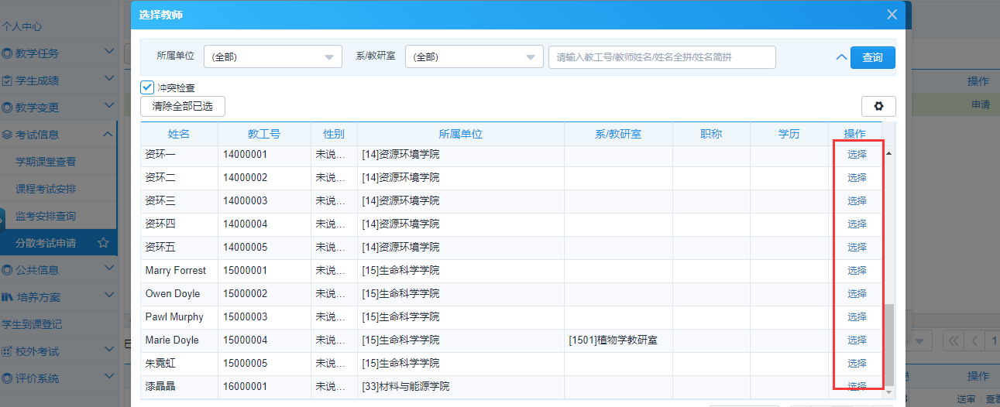 选择教师
个人中心
教学任务
学生成绩
教学变更
考试信息
学期课堂查看
课程考试安排
监考安排查询
分散考试申请
公共信息
培养方案
学生到课登记
校外考试
评价系统
所属单位 (全部) 系/教研室 (全部) 请输入教工号/教师姓名/姓名全拼/姓名简拼 查询
冲突检查
清除全部已选
姓名 教工号 性别 所属单位 系/教研室 职称 学历 操作
资环一 14000001 未说... [14]资源环境学院 选择
资环二 14000002 未说... [14]资源环境学院 选择
资环三 14000003 未说... [14]资源环境学院 选择
资环四 14000004 未说... [14]资源环境学院 选择
资环五 14000005 未说... [14]资源环境学院 选择
Marry Forrest 15000001 未说... [15]生命科学学院 选择
Owen Doyle 15000002 未说... [15]生命科学学院 选择
Pawl Murphy 15000003 未说... [15]生命科学学院 选择
Marie Doyle 15000004 未说... [15]生命科学学院 [1501]植物学教研室 选择
朱霓虹 15000005 未说... [15]生命科学学院 选择
漆晶晶 16000001 未说... [33]材料与能源学院 选择
操作
申请
1
操作
送审 查看